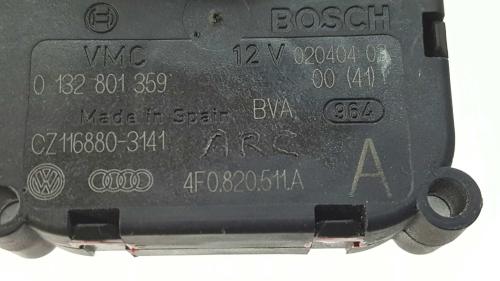 BOSCH
VMC 12 V 020404-03
0 132 801 359 00 (41)
Made in Spain BVA 964
CZ116880-3141 ARC
4F0.820.511.A A